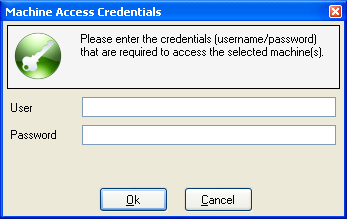 Machine Access Credentials
Please enter the credentials (username/password)
that are required to access the selected machine(s).
User
Password
Ok
Cancel